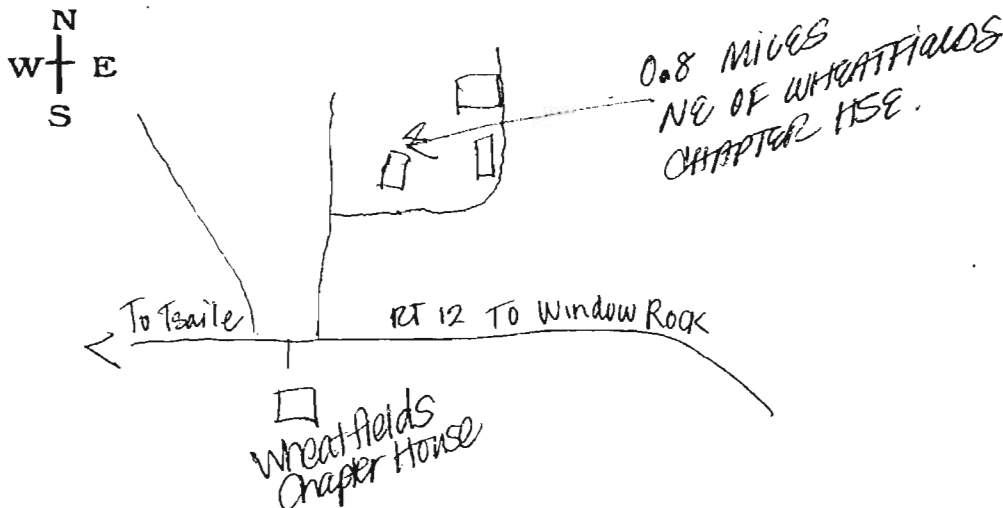 N
W E
S
0.8 MILES
NE OF WHEATFIELDS
CHAPTER HSE.
To Tsaile
RT 12 To Window Rock
Wheatfields
Chapter House